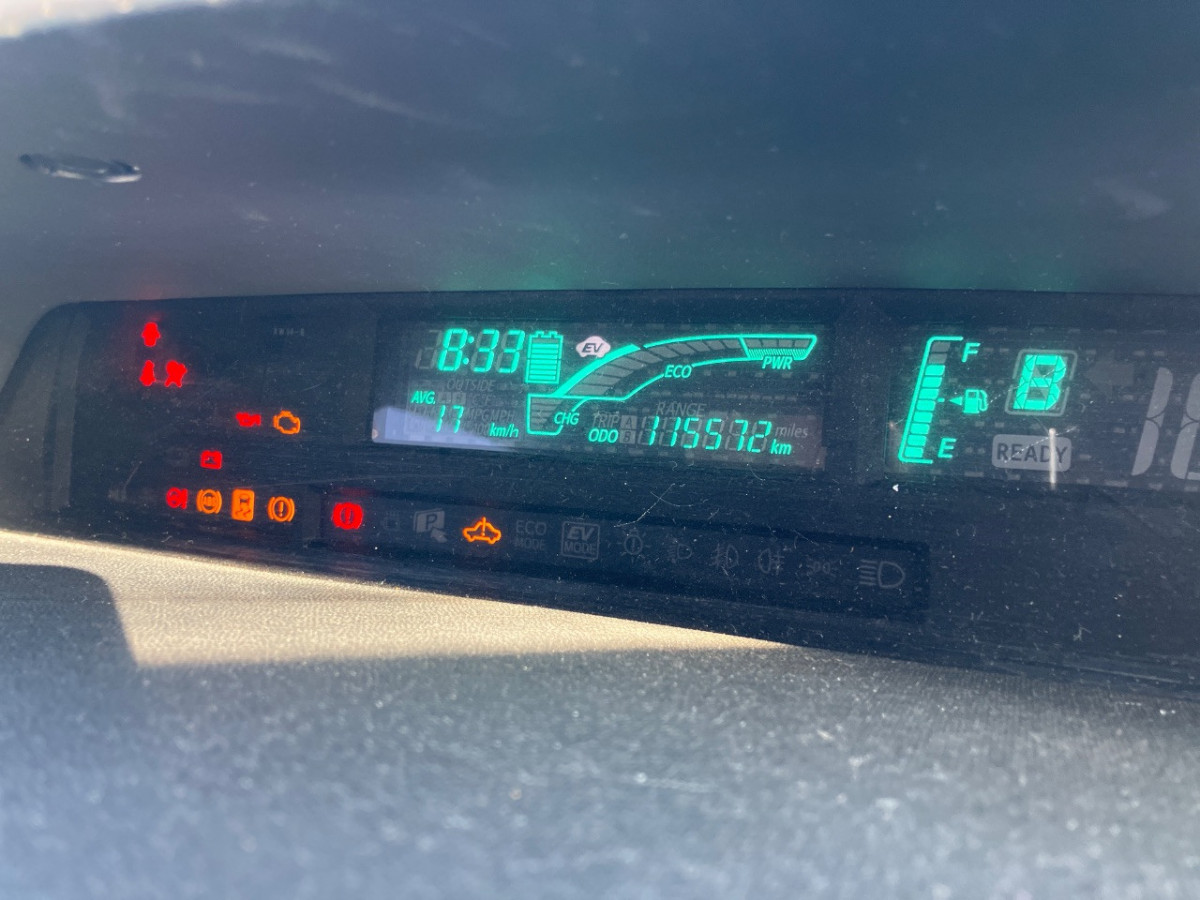 8:33
EV
OUTSIDE
AVG.
17 km/h
MPGMPH
CHG
ECO
PWR
TRIP A B
RANGE
ODO 115572 km
miles
F
E
B
READY
P
ECO MODE
EV MODE